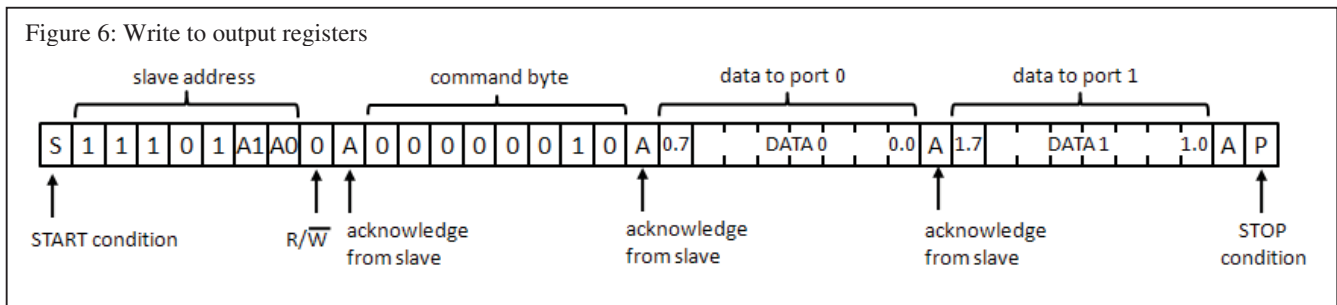 Figure 6: Write to output registers
slave address command byte data to port 0 data to port 1
S 1 1 1 0 1 A1 A0 0 A 0 0 0 0 0 0 1 0 A 0.7 DATA 0 0.0 A 1.7 DATA 1 1.0 A P
START condition R/W̅ acknowledge from slave acknowledge from slave acknowledge from slave STOP condition